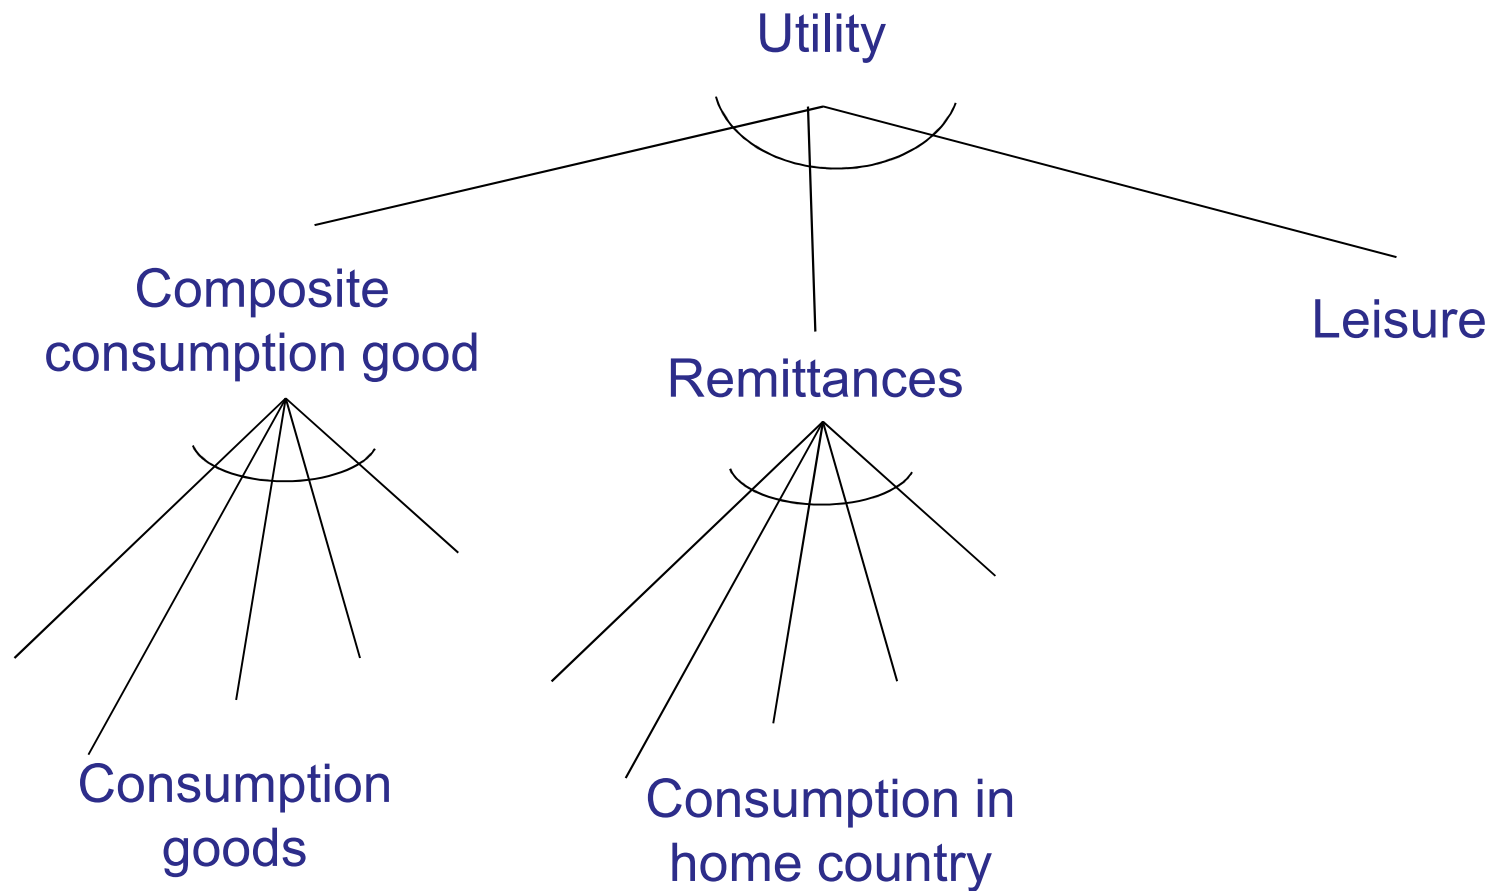 Utility
Composite
consumption good
Remittances
Leisure
Consumption
goods
Consumption in
home country